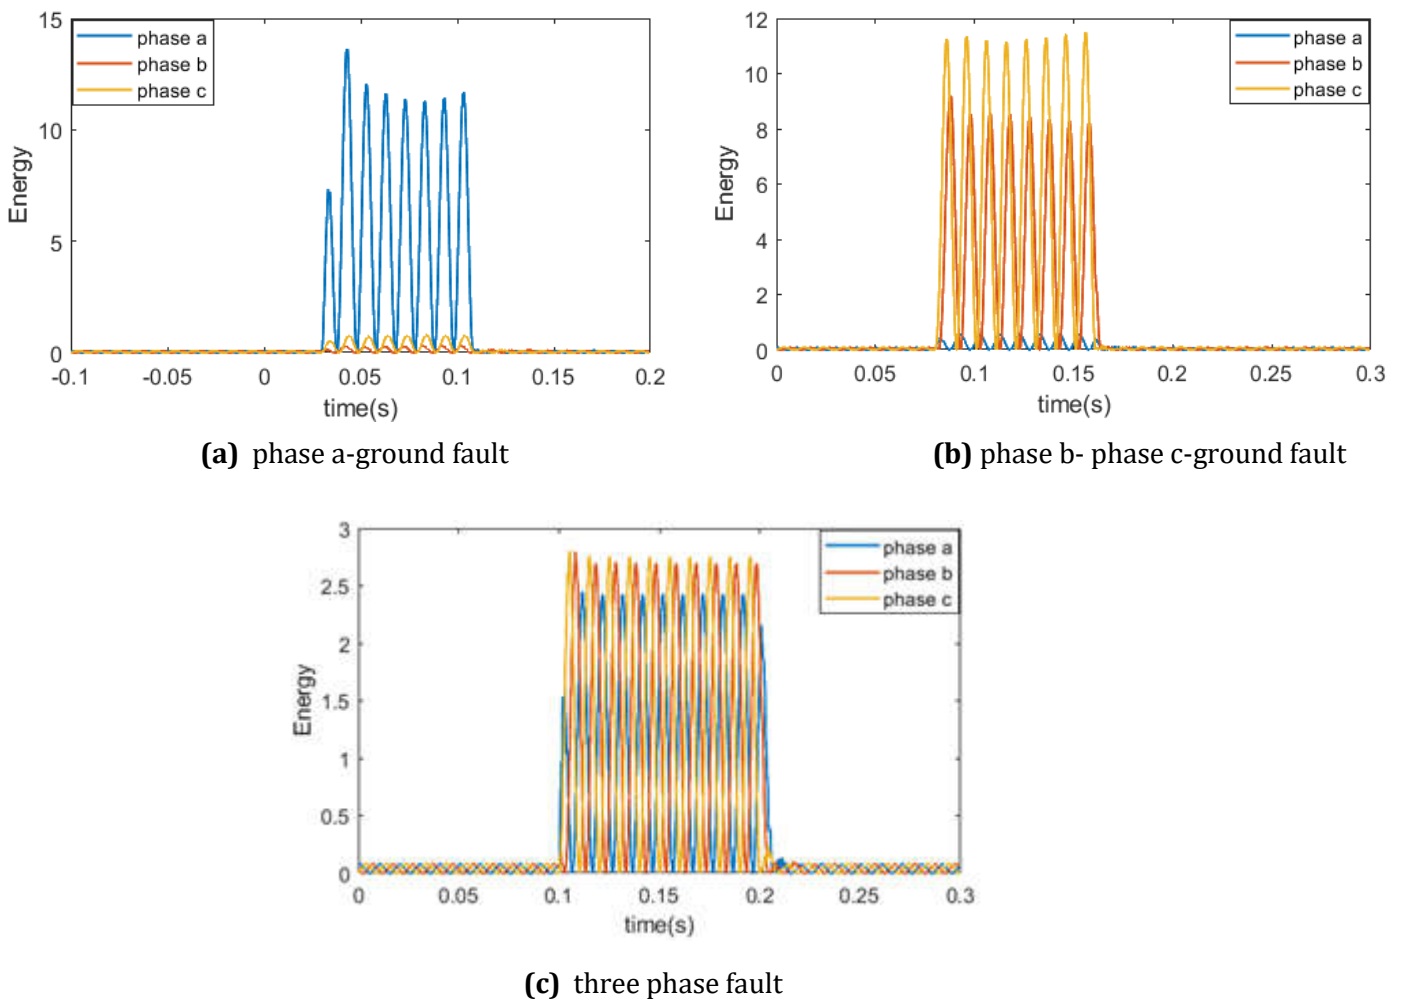 15
10
5
0
Energy
phase a
phase b
phase c
-0.1 -0.05 0 0.05 0.1 0.15 0.2
time(s)
(a) phase a-ground fault
12
10
8
6
4
2
0
Energy
phase a
phase b
phase c
0 0.05 0.1 0.15 0.2 0.25 0.3
time(s)
(b) phase b- phase c-ground fault
3
2.5
2
1.5
1
0.5
0
Energy
phase a
phase b
phase c
0 0.05 0.1 0.15 0.2 0.25 0.3
time(s)
(c) three phase fault